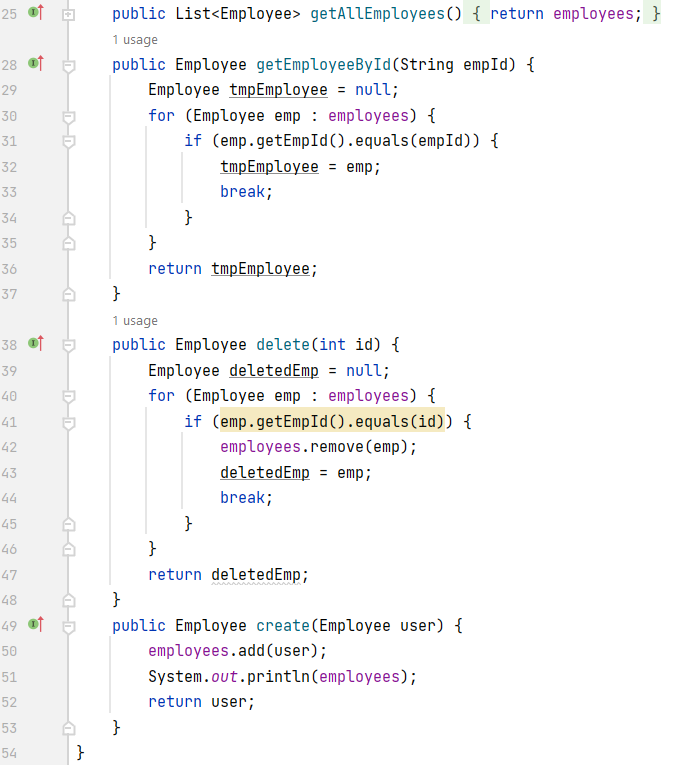 25 public List<Employee> getAllEmployees() { return employees; }
1 usage
28 public Employee getEmployeeById(String empId) {
29 Employee tmpEmployee = null;
30 for (Employee emp : employees) {
31 if (emp.getEmpId().equals(empId)) {
32 tmpEmployee = emp;
33 break;
34 }
35 }
36 return tmpEmployee;
37 }
1 usage
38 public Employee delete(int id) {
39 Employee deletedEmp = null;
40 for (Employee emp : employees) {
41 if (emp.getEmpId().equals(id)) {
42 employees.remove(emp);
43 deletedEmp = emp;
44 break;
45 }
46 }
47 return deletedEmp;
48 }
49 public Employee create(Employee user) {
50 employees.add(user);
51 System.out.println(employees);
52 return user;
53 }
54 }